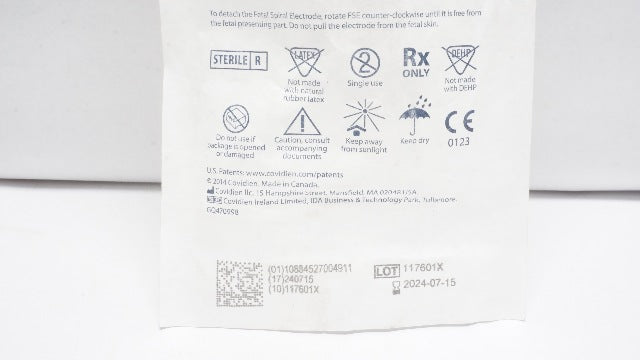 To detach the Fetal Spiral Electrode, rotate FSE counter-clockwise until it is free from
the fetal presenting part. Do not pull the electrode from the fetal skin.
STERILE R
LATEX
2
Rx
ONLY
DEHP
Not made
with natural
rubber latex
Single use
Not made
with DEHP
Do not use if
package is opened
or damaged
Caution, consult
accompanying
documents
Keep away
from sunlight
Keep dry
CE
0123
U.S. Patents: www.covidien.com/patents
© 2014 Covidien. Made in Canada.
Covidien llc, 15 Hampshire Street, Mansfield, MA 02048 USA.
EC REP Covidien Ireland Limited, IDA Business & Technology Park, Tullamore.
(01)10884527004911
(17)240715
(10)117601X
LOT 117601X
2024-07-15